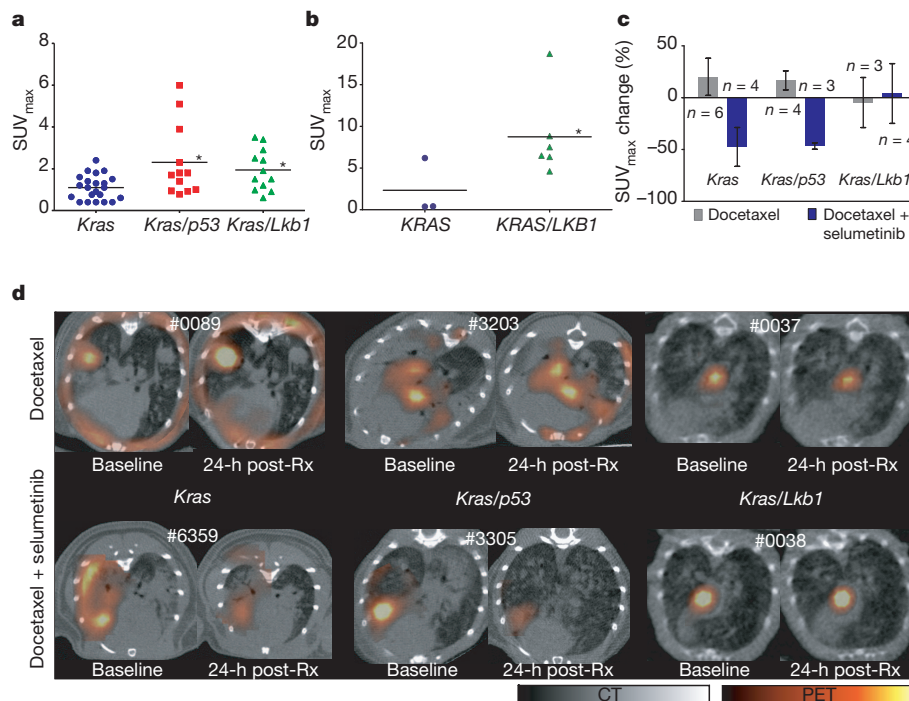 a
SUVmax
8
6
4
2
0
Kras
Kras/p53
Kras/Lkb1
*
*
b
SUVmax
20
15
10
5
0
KRAS
KRAS/LKB1
*
c
SUVmax change (%)
50
0
−50
−100
n = 4
n = 6
n = 3
n = 4
n = 3
n = 4
Kras
Kras/p53
Kras/Lkb1
Docetaxel
Docetaxel +
selumetinib
d
Docetaxel
#0089
#3203
#0037
Baseline
24-h post-Rx
Baseline
24-h post-Rx
Baseline
24-h post-Rx
Kras
Kras/p53
Kras/Lkb1
Docetaxel + selumetinib
#6359
#3305
#0038
Baseline
24-h post-Rx
Baseline
24-h post-Rx
Baseline
24-h post-Rx
CT
PET